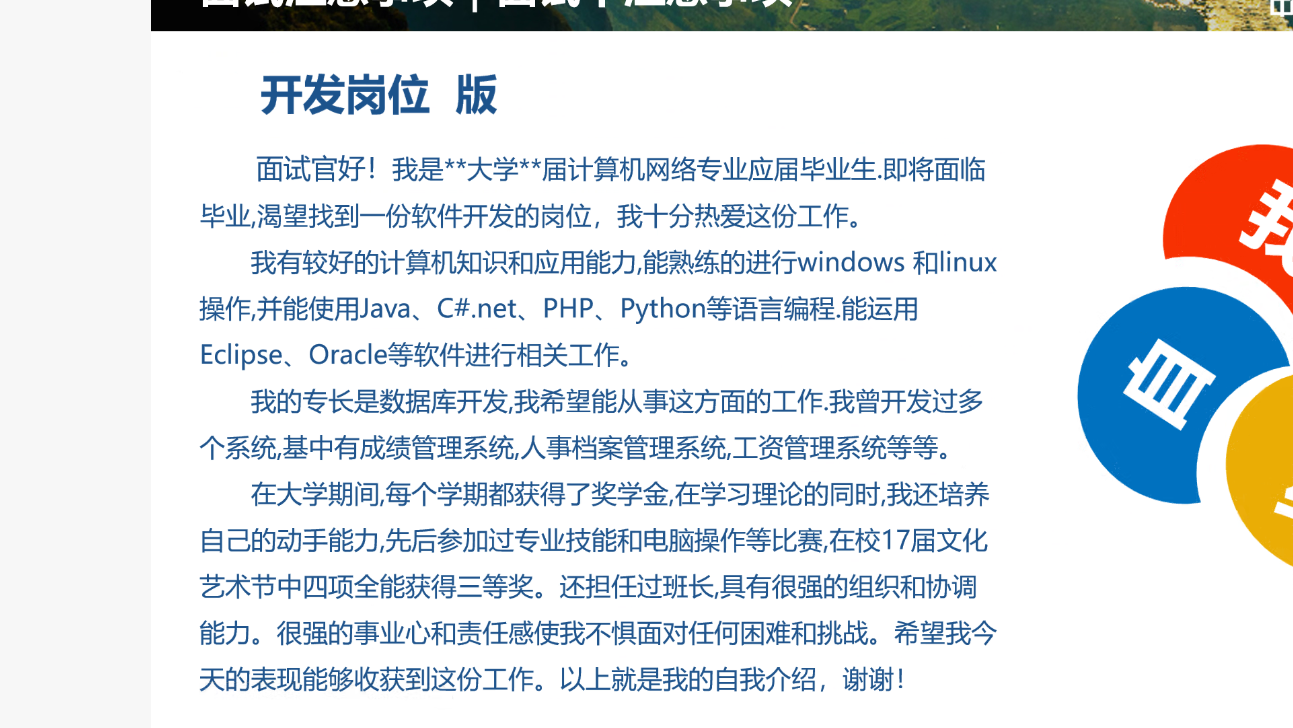 面试注意事项 | 面试中注意事项
开发岗位 版
面试官好！我是**大学**届计算机网络专业应届毕业生.即将面临
毕业,渴望找到一份软件开发的岗位，我十分热爱这份工作。
我有较好的计算机知识和应用能力,能熟练的进行windows 和linux
操作,并能使用Java、C#.net、PHP、Python等语言编程.能运用
Eclipse、Oracle等软件进行相关工作。
我的专长是数据库开发,我希望能从事这方面的工作.我曾开发过多
个系统,基中有成绩管理系统,人事档案管理系统,工资管理系统等等。
在大学期间,每个学期都获得了奖学金,在学习理论的同时,我还培养
自己的动手能力,先后参加过专业技能和电脑操作等比赛,在校17届文化
艺术节中四项全能获得三等奖。还担任过班长,具有很强的组织和协调
能力。很强的事业心和责任感使我不惧面对任何困难和挑战。希望我今
天的表现能够收获到这份工作。以上就是我的自我介绍，谢谢！
我
自